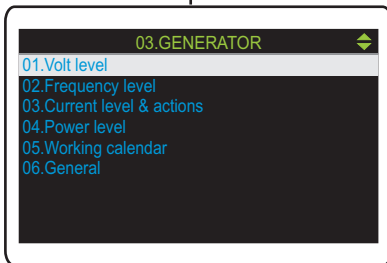 03.GENERATOR
01.Volt level
02.Frequency level
03.Current level & actions
04.Power level
05.Working calendar
06.General